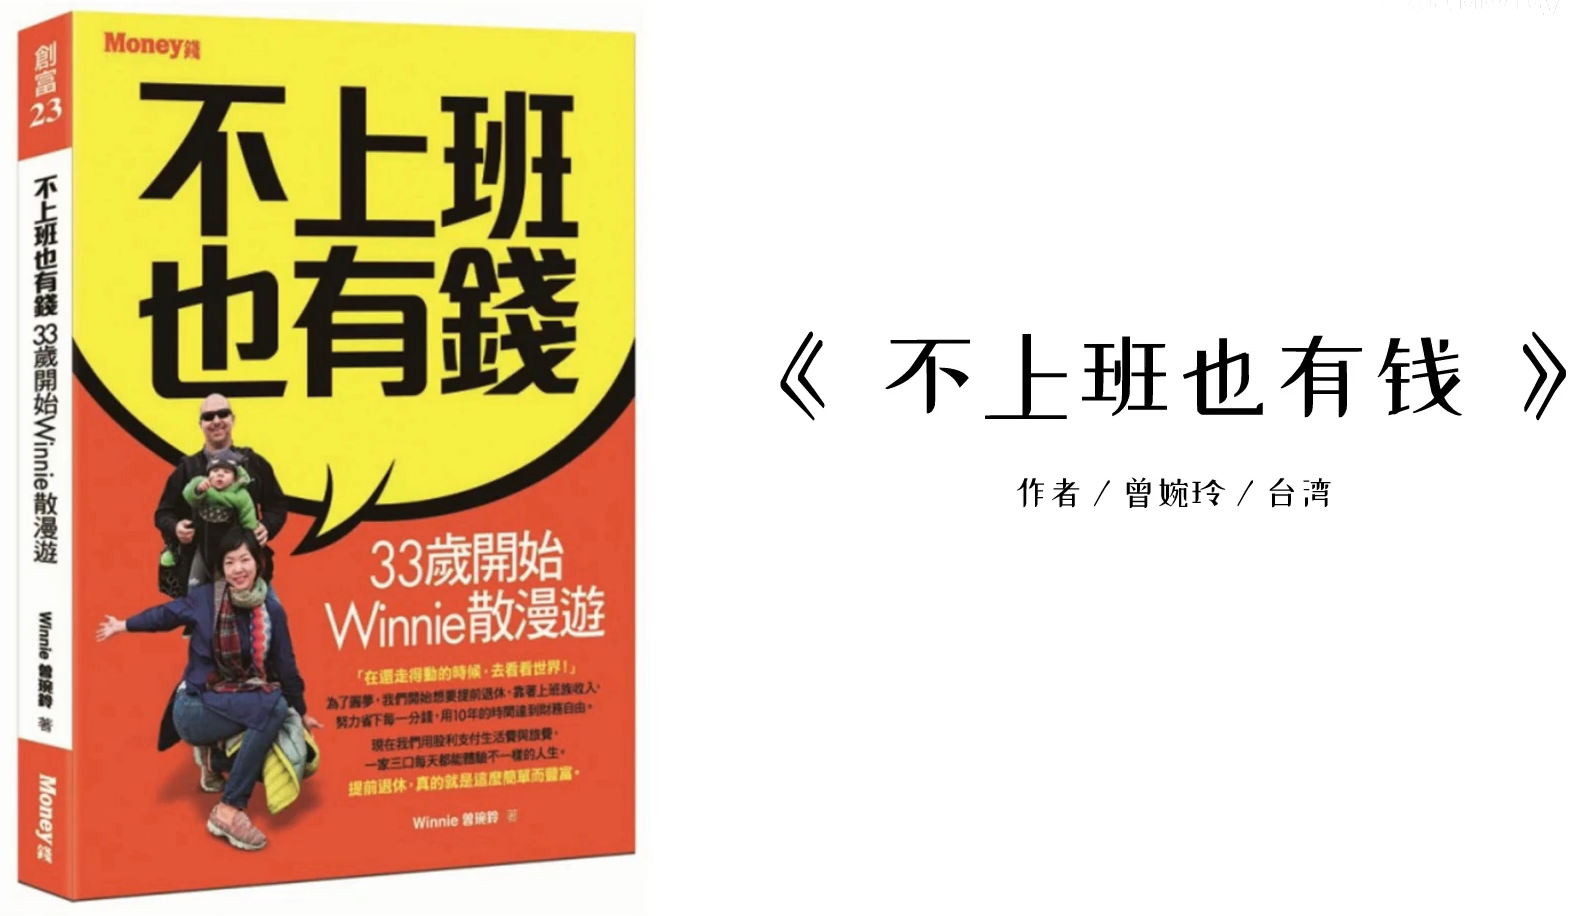 創富
23
不上班也有錢 33歲開始Winnie散漫遊
Winnie 曾琬鈴 著
Money錢
Money錢
不上班
也有錢
33歲開始
Winnie散漫遊
「在還走得動的時候，去看看世界！」
為了圓夢，我們開始想要提前退休，靠著上班族收入，
努力省下每一分錢，用10年的時間達到財務自由。
現在我們用股利支付生活費與旅費，
一家三口每天都能體驗不一樣的人生。
提前退休，真的就是這麼簡單而豐富。
Winnie 曾琬鈴 著
《 不上班也有钱 》
作者 / 曾婉玲 / 台湾